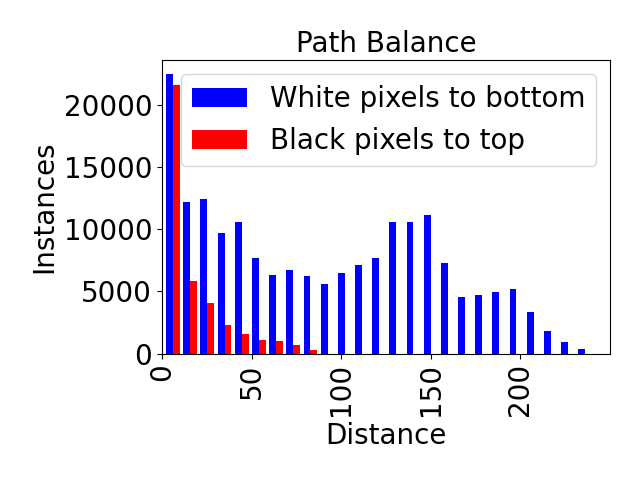 Path Balance
White pixels to bottom
Black pixels to top
Instances
20000
15000
10000
5000
0
0
50
100
150
200
Distance